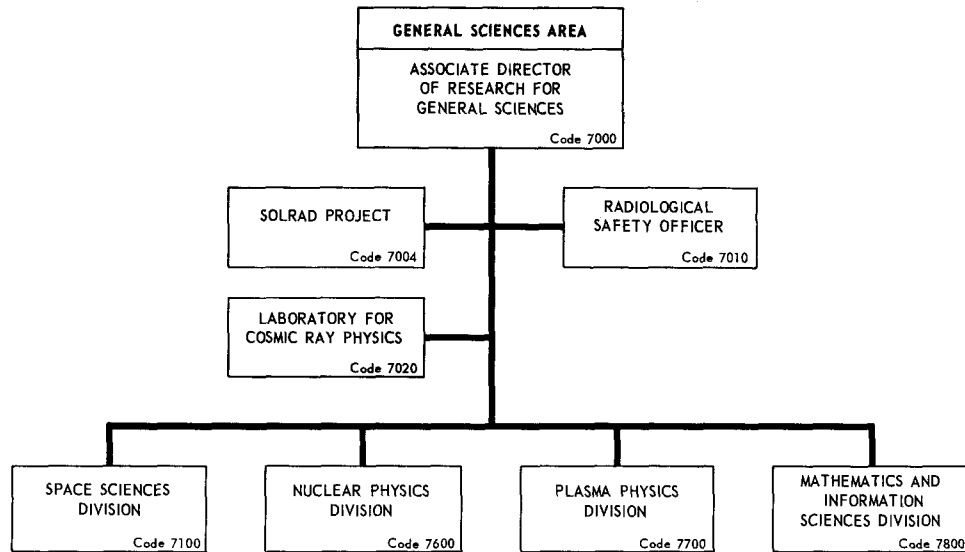 GENERAL SCIENCES AREA
ASSOCIATE DIRECTOR
OF RESEARCH FOR
GENERAL SCIENCES
Code 7000
SOLRAD PROJECT
Code 7004
RADIOLOGICAL
SAFETY OFFICER
Code 7010
LABORATORY FOR
COSMIC RAY PHYSICS
Code 7020
SPACE SCIENCES
DIVISION
Code 7100
NUCLEAR PHYSICS
DIVISION
Code 7600
PLASMA PHYSICS
DIVISION
Code 7700
MATHEMATICS AND
INFORMATION
SCIENCES DIVISION
Code 7800